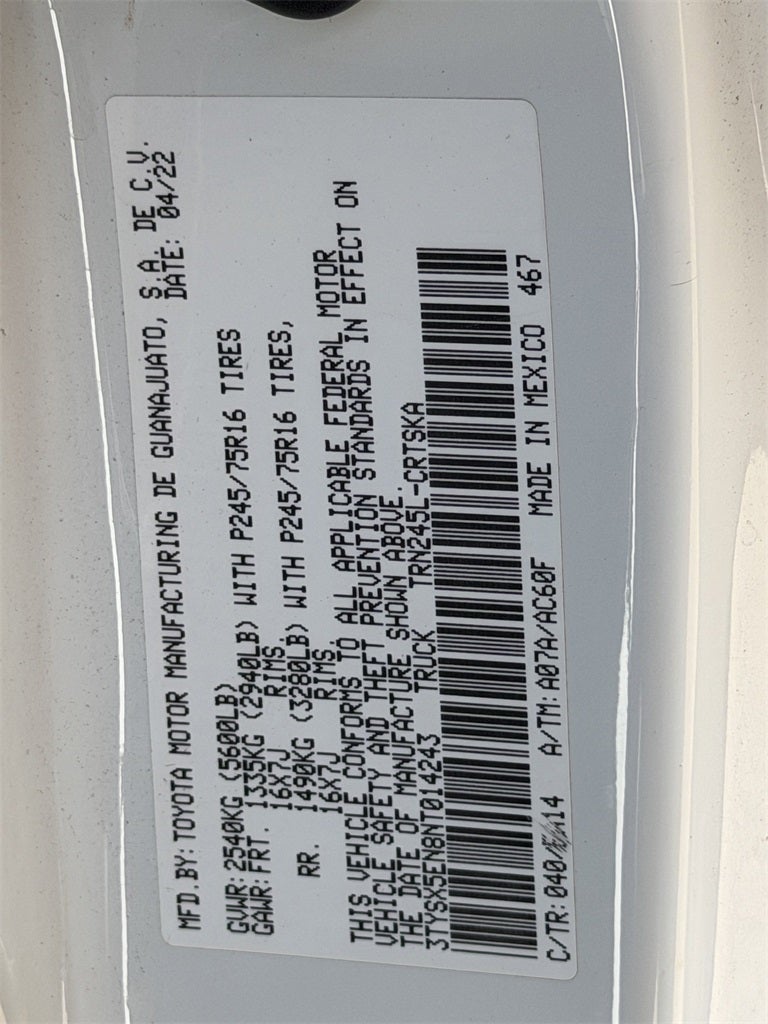 MFD.BY:TOYOTA MOTOR MANUFACTURING DE GUANAJUATO, S.A. DE C.V.
DATE: 04/22
GVWR:2540KG (5600LB)
GAWR:FRT. 1335KG (2940LB) WITH P245/75R16 TIRES
16X7J RIMS.
RR. 1490KG (3280LB) WITH P245/75R16 TIRES,
16X7J RIMS.
THIS VEHICLE CONFORMS TO ALL APPLICABLE FEDERAL MOTOR
VEHICLE SAFETY AND THEFT PREVENTION STANDARDS IN EFFECT ON
THE DATE OF MANUFACTURE SHOWN ABOVE.
3TYSX5EN8NT014243 TRUCK TRN245L-CRTSKA
C/TR:040/ 14 A/TM:A07A/AC60F MADE IN MEXICO 467